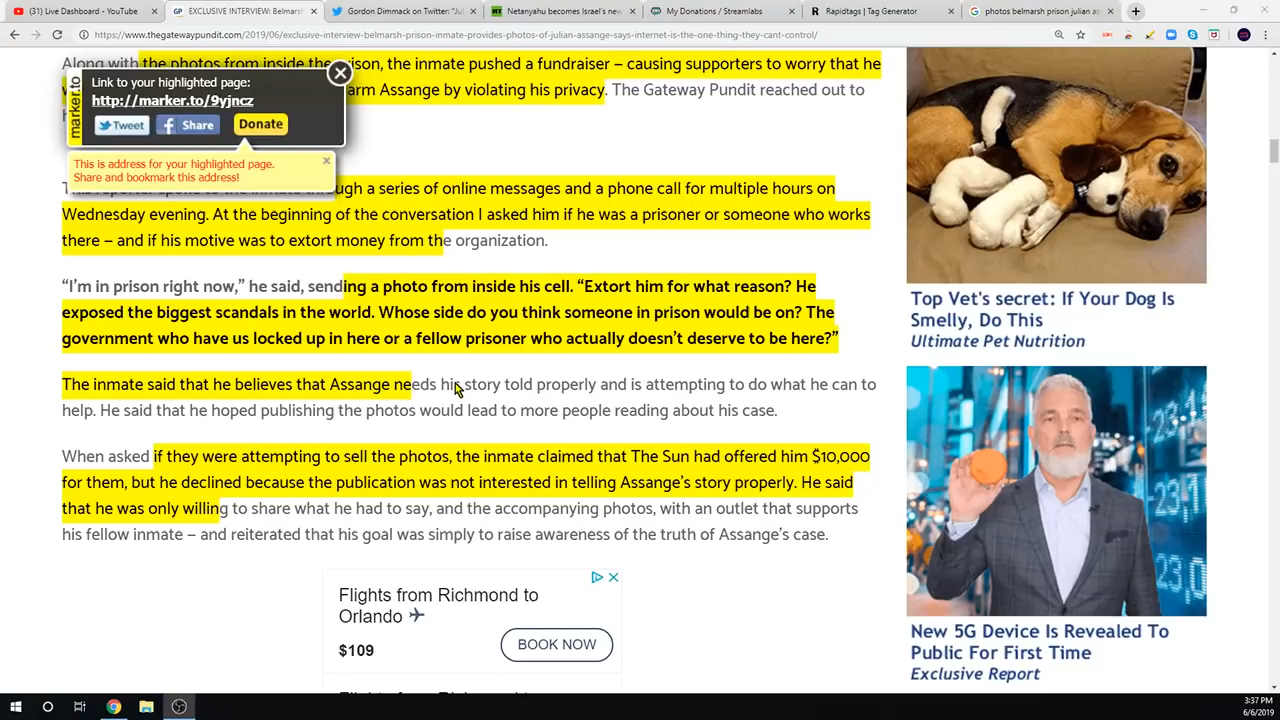 (31) Live Dashboard - YouTube
EXCLUSIVE INTERVIEW: Belmarsh
Gordon Dimmack on Twitter: "Jul
Netanyahu becomes Israel's new
My Donations / Streamlabs
Rapidtags | Tag Generator
photos belmarsh prison julian as
https://www.thegatewaypundit.com/2019/06/exclusive-interview-belmarsh-prison-inmate-provides-photos-of-julian-assange-says-internet-is-the-one-thing-they-cant-control/
Along with the photos from inside the prison, the inmate pushed a fundraiser – causing supporters to worry that he
arm Assange by violating his privacy. The Gateway Pundit reached out to
marker.to
Link to your highlighted page:
http://marker.to/9yjncz
Tweet
Share
Donate
This is address for your highlighted page.
Share and bookmark this address!
through a series of online messages and a phone call for multiple hours on
Wednesday evening. At the beginning of the conversation I asked him if he was a prisoner or someone who works
there – and if his motive was to extort money from the organization.
“I'm in prison right now,” he said, sending a photo from inside his cell. “Extort him for what reason? He
exposed the biggest scandals in the world. Whose side do you think someone in prison would be on? The
government who have us locked up in here or a fellow prisoner who actually doesn't deserve to be here?”
The inmate said that he believes that Assange needs his story told properly and is attempting to do what he can to
help. He said that he hoped publishing the photos would lead to more people reading about his case.
When asked if they were attempting to sell the photos, the inmate claimed that The Sun had offered him $10,000
for them, but he declined because the publication was not interested in telling Assange's story properly. He said
that he was only willing to share what he had to say, and the accompanying photos, with an outlet that supports
his fellow inmate – and reiterated that his goal was simply to raise awareness of the truth of Assange's case.
Flights from Richmond to
Orlando
$109
BOOK NOW
Top Vet's secret: If Your Dog Is
Smelly, Do This
Ultimate Pet Nutrition
New 5G Device Is Revealed To
Public For First Time
Exclusive Report
3:37 PM
6/6/2019